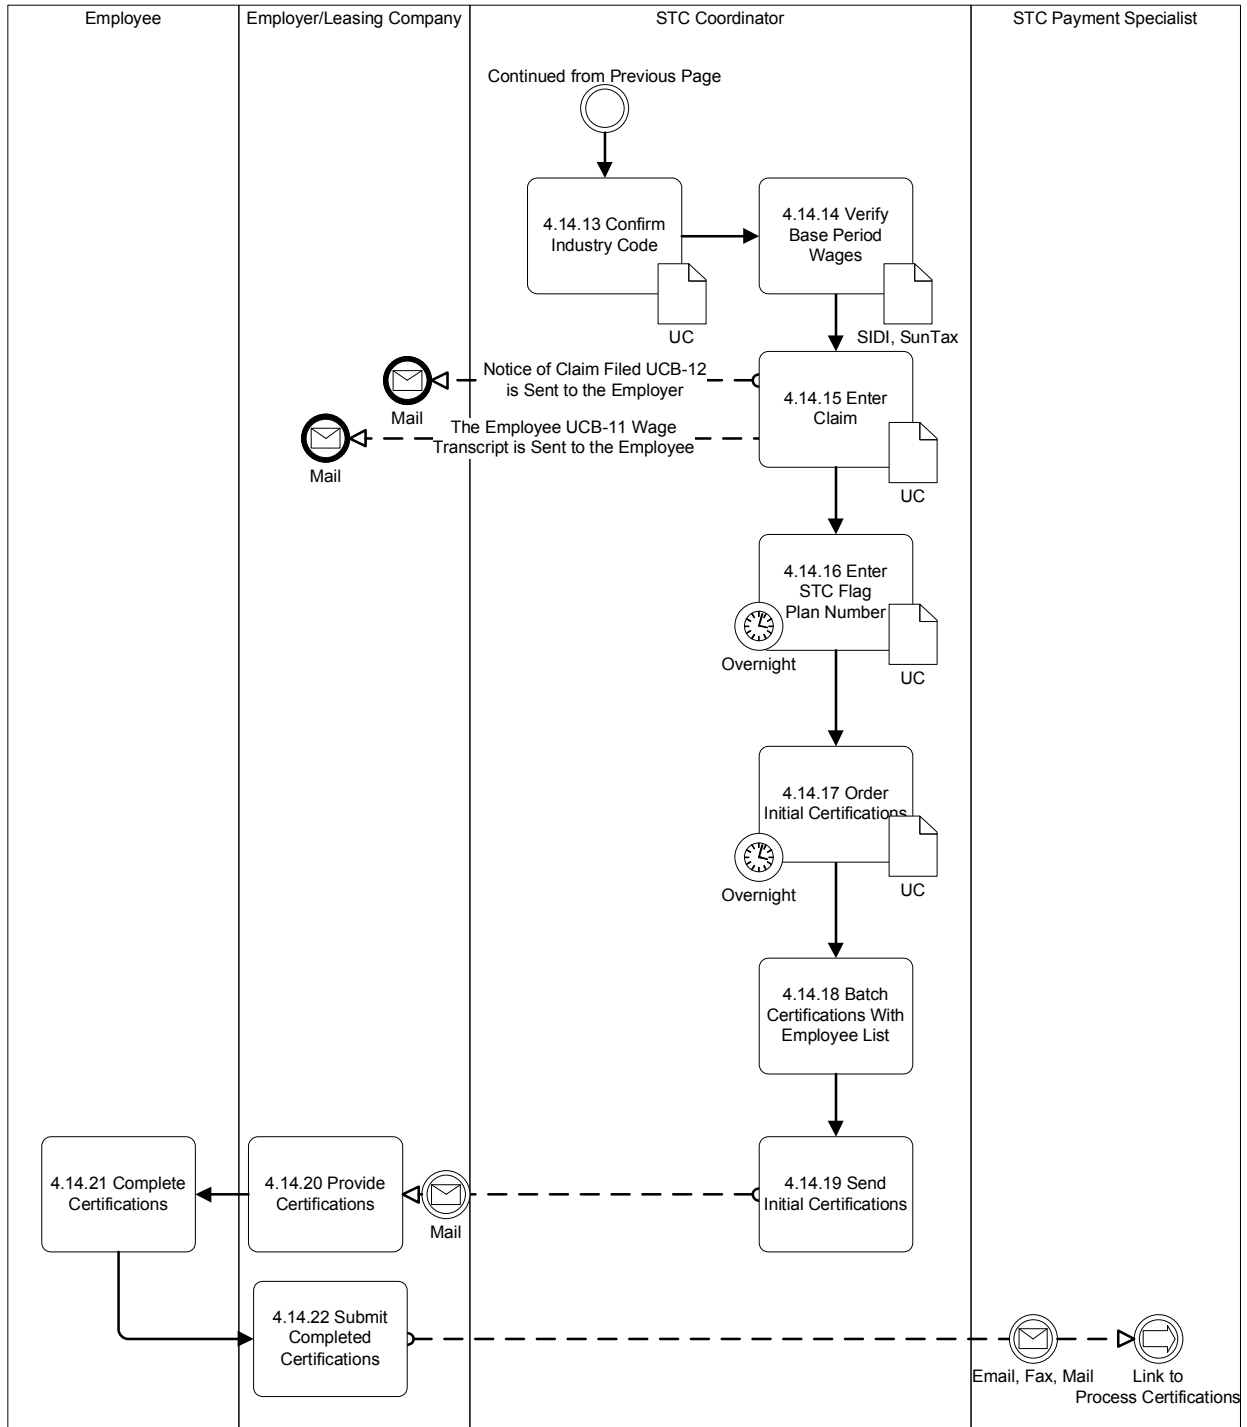 Employee
Employer/Leasing Company
STC Coordinator
STC Payment Specialist
Continued from Previous Page
4.14.13 Confirm
Industry Code
UC
4.14.14 Verify
Base Period
Wages
SIDI, SunTax
Notice of Claim Filed UCB-12
is Sent to the Employer
Mail
The Employee UCB-11 Wage
Transcript is Sent to the Employee
Mail
4.14.15 Enter
Claim
UC
4.14.16 Enter
STC Flag
Plan Number
Overnight
UC
4.14.17 Order
Initial Certifications
Overnight
UC
4.14.18 Batch
Certifications With
Employee List
4.14.21 Complete
Certifications
4.14.20 Provide
Certifications
Mail
4.14.19 Send
Initial Certifications
4.14.22 Submit
Completed
Certifications
Email, Fax, Mail
Link to
Process Certifications